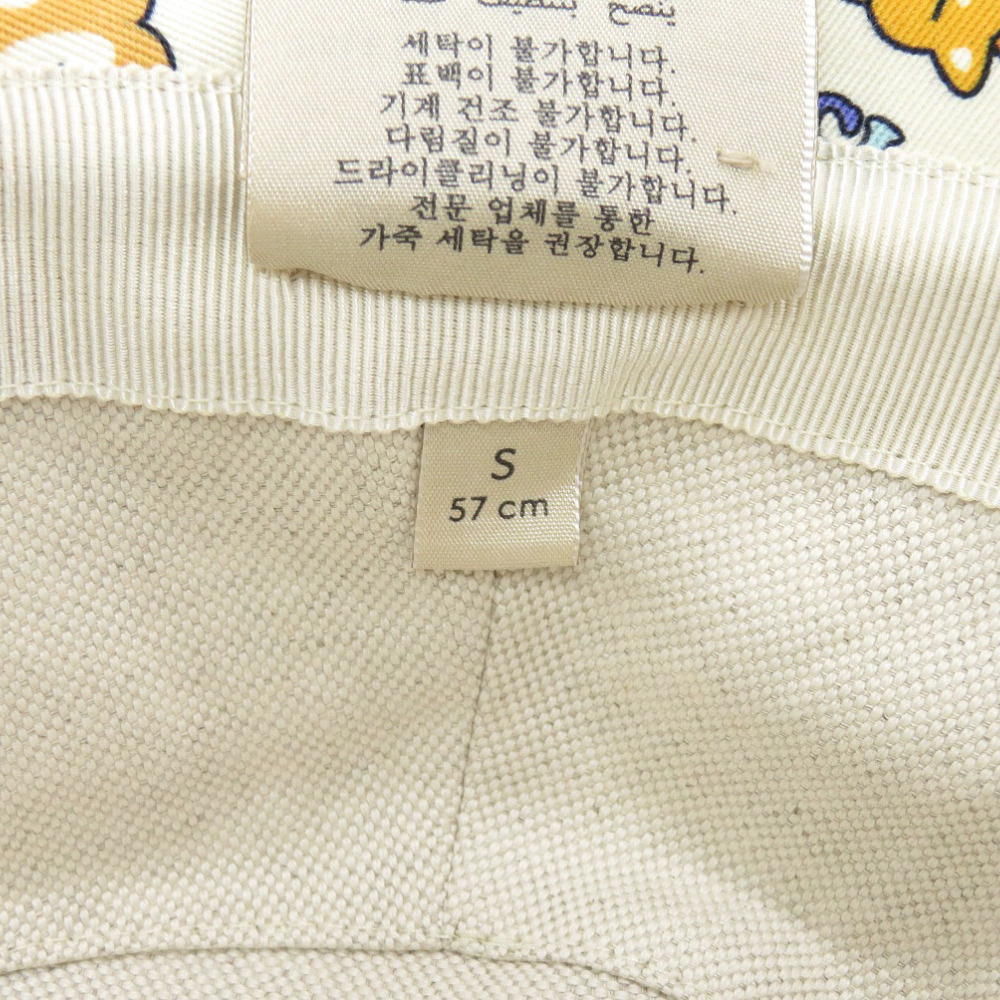 ينصح بتنظيف
세탁이 불가합니다.
표백이 불가합니다.
기계 건조 불가합니다.
다림질이 불가합니다.
드라이클리닝이 불가합니다.
전문 업체를 통한
가죽 세탁을 권장합니다.
S
57 cm